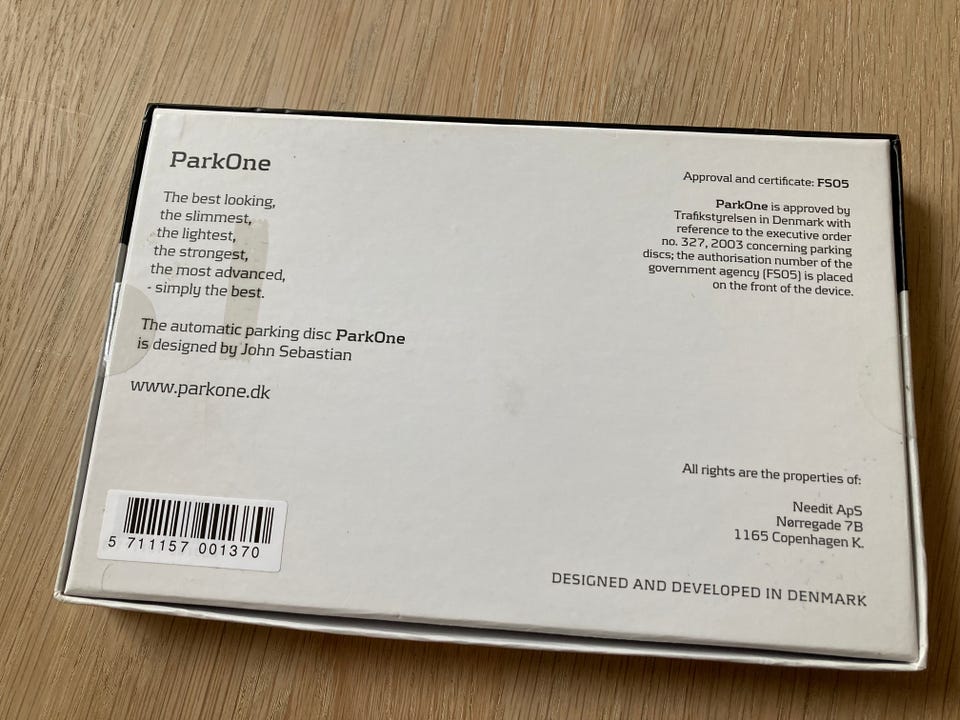 ParkOne
The best looking,
the slimmest,
the lightest,
the strongest,
the most advanced,
- simply the best.
The automatic parking disc ParkOne
is designed by John Sebastian
www.parkone.dk
5 711157 001370
Approval and certificate: FS05
ParkOne is approved by
Trafikstyrelsen in Denmark with
reference to the executive order
no. 327, 2003 concerning parking
discs; the authorisation number of the
government agency (FS05) is placed
on the front of the device.
All rights are the properties of:
Needit ApS
Nørregade 7B
1165 Copenhagen K.
DESIGNED AND DEVELOPED IN DENMARK